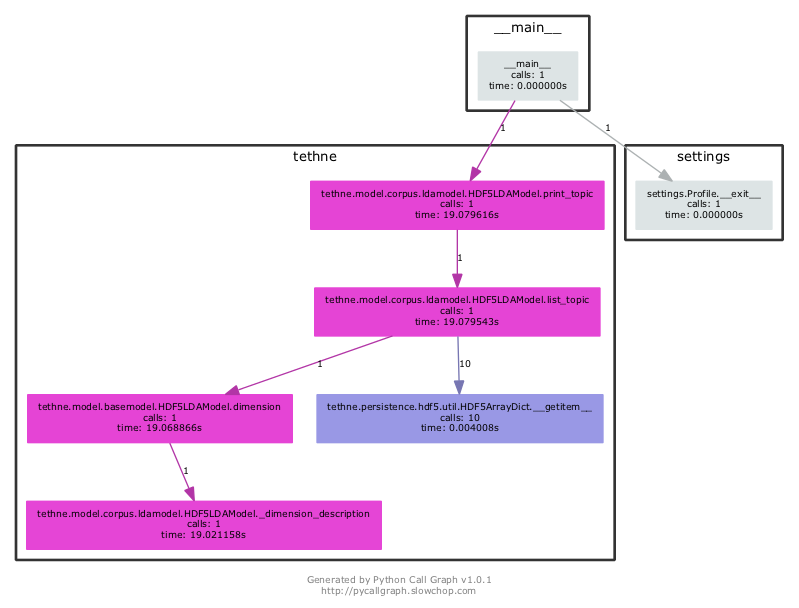 __main__
__main__
calls: 1
time: 0.000000s
1
1
tethne
settings
tethne.model.corpus.ldamodel.HDF5LDAModel.print_topic
calls: 1
time: 19.079616s
settings.Profile.__exit__
calls: 1
time: 0.000000s
1
tethne.model.corpus.ldamodel.HDF5LDAModel.list_topic
calls: 1
time: 19.079543s
1
10
tethne.model.basemodel.HDF5LDAModel.dimension
calls: 1
time: 19.068866s
tethne.persistence.hdf5.util.HDF5ArrayDict.__getitem__
calls: 10
time: 0.004008s
1
tethne.model.corpus.ldamodel.HDF5LDAModel._dimension_description
calls: 1
time: 19.021158s
Generated by Python Call Graph v1.0.1
http://pycallgraph.slowchop.com